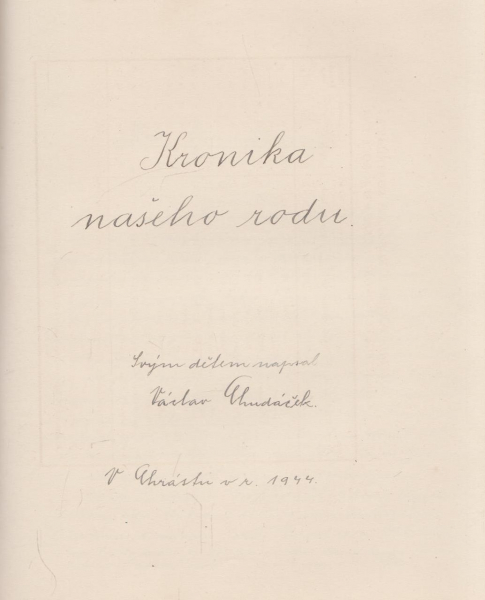 Kronika
našeho rodu.
Svým dětem napsal
Václav Chudáček.
V Chrástu v r. 1944.